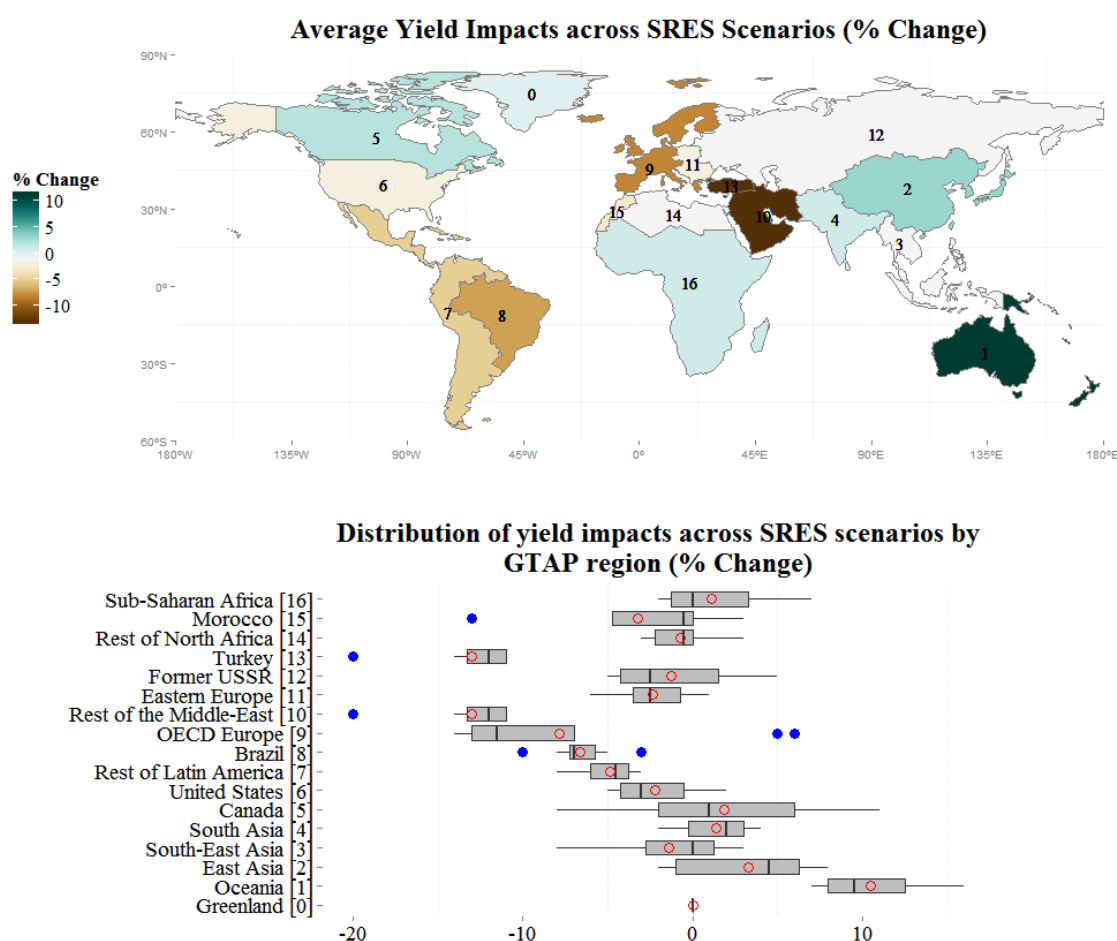 Average Yield Impacts across SRES Scenarios (% Change)
90°N
60°N
30°N
0°
30°S
60°S
180°W
135°W
90°W
45°W
0°
45°E
90°E
135°E
180°E
% Change
10
5
0
-5
-10
0
5
12
6
9
11
13
2
15
14
10
4
3
16
7
8
1
Distribution of yield impacts across SRES scenarios by
GTAP region (% Change)
Sub-Saharan Africa [16]
Morocco [15]
Rest of North Africa [14]
Turkey [13]
Former USSR [12]
Eastern Europe [11]
Rest of the Middle-East [10]
OECD Europe [9]
Brazil [8]
Rest of Latin America [7]
United States [6]
Canada [5]
South Asia [4]
South-East Asia [3]
East Asia [2]
Oceania [1]
Greenland [0]
-20
-10
0
10